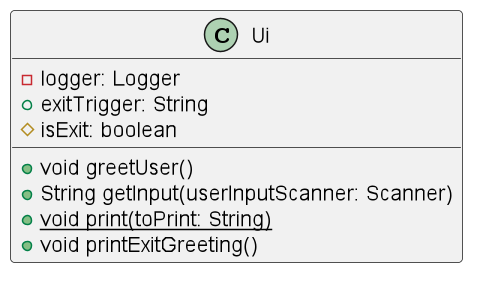 C Ui
logger: Logger
exitTrigger: String
isExit: boolean
void greetUser()
String getInput(userInputScanner: Scanner)
void print(toPrint: String)
void printExitGreeting()